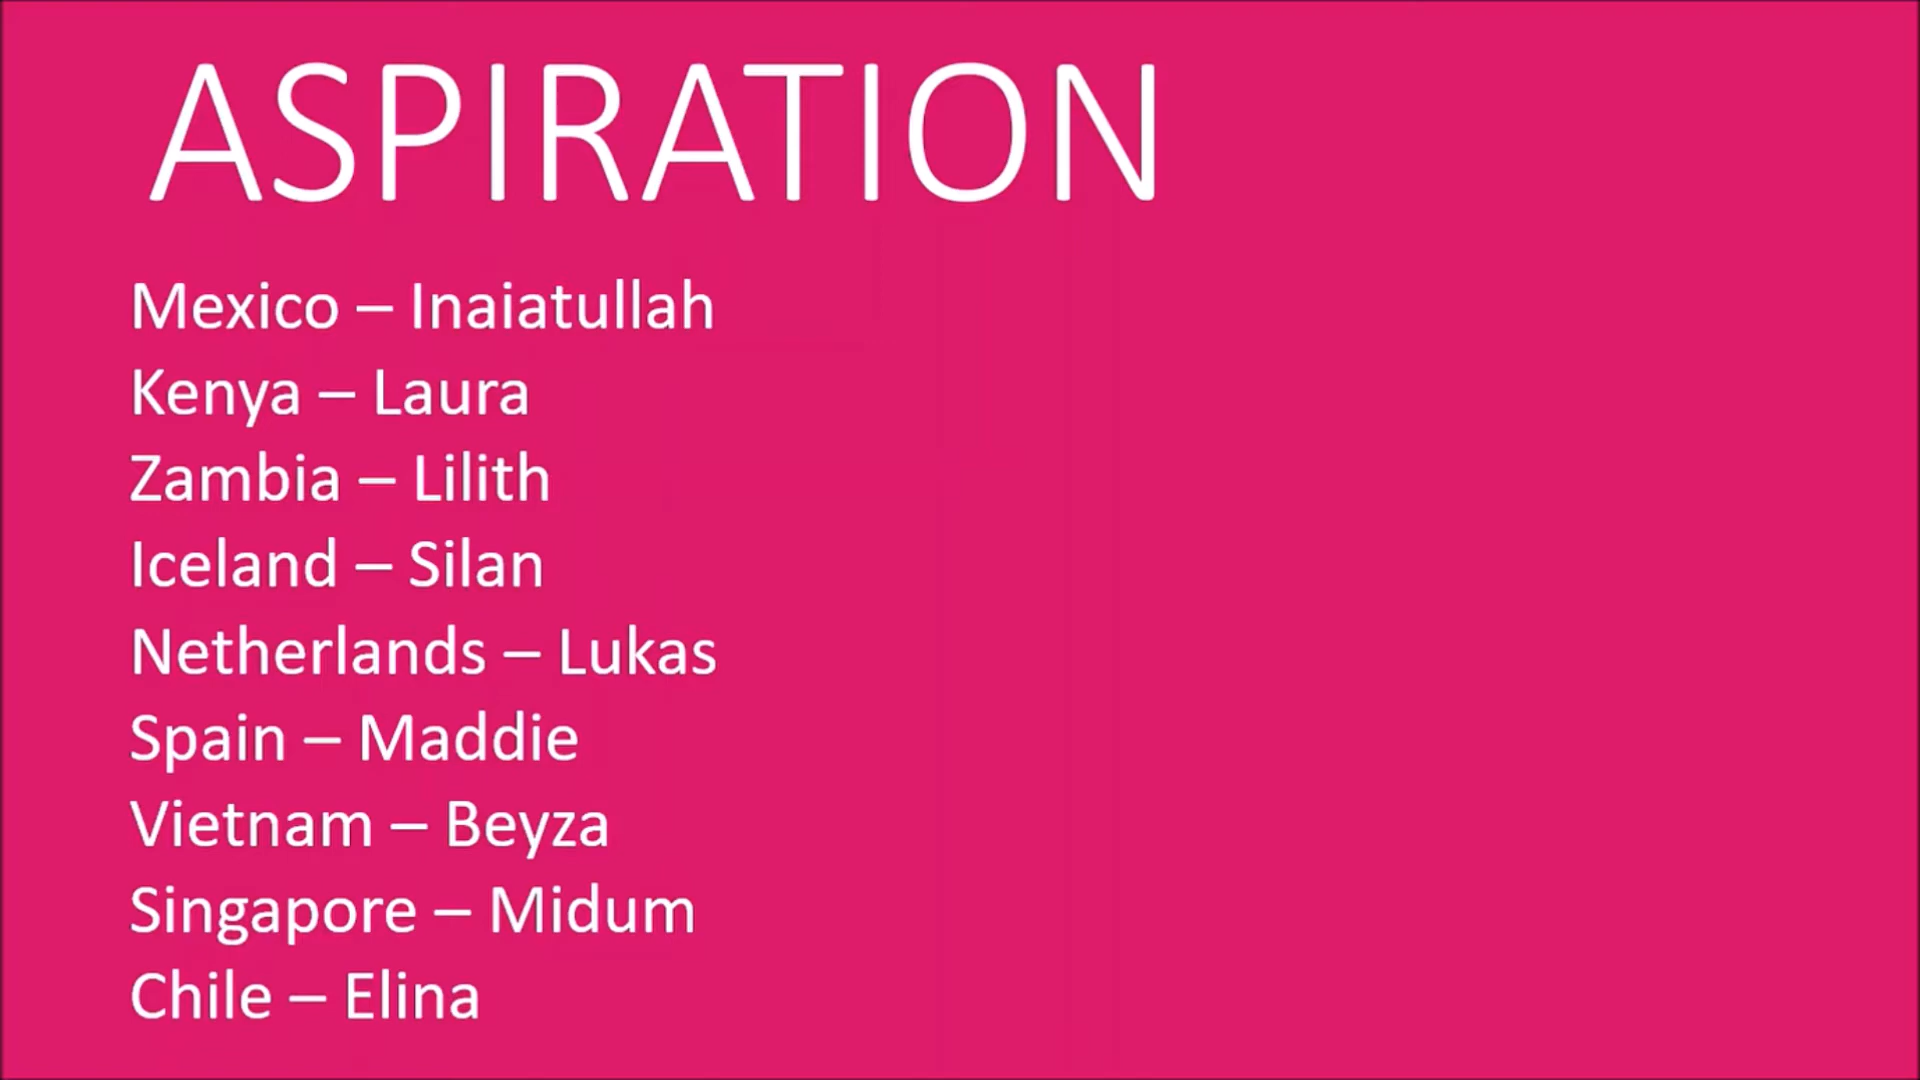 ASPIRATION
Mexico – Inaiatullah
Kenya – Laura
Zambia – Lilith
Iceland – Silan
Netherlands – Lukas
Spain – Maddie
Vietnam – Beyza
Singapore – Midum
Chile – Elina